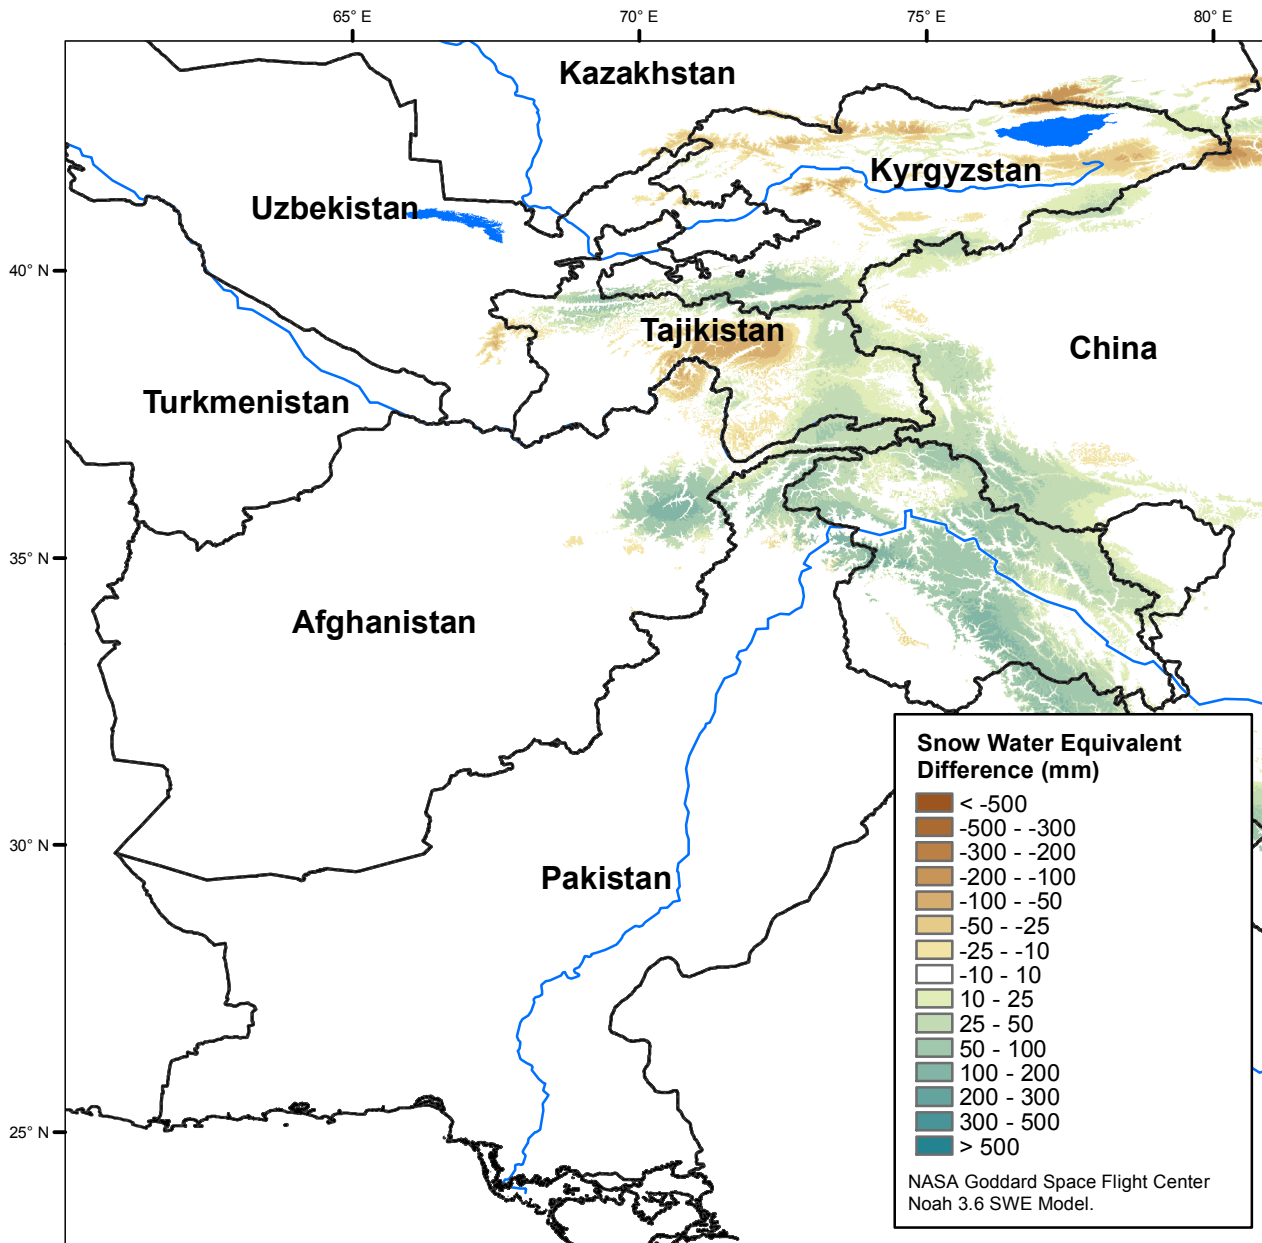 65° E
70° E
75° E
80° E
Kazakhstan
Kyrgyzstan
Uzbekistan
40° N
Tajikistan
China
Turkmenistan
35° N
Afghanistan
30° N
Pakistan
25° N
Snow Water Equivalent
Difference (mm)
< -500
-500 - -300
-300 - -200
-200 - -100
-100 - -50
-50 - -25
-25 - -10
-10 - 10
10 - 25
25 - 50
50 - 100
100 - 200
200 - 300
300 - 500
> 500
NASA Goddard Space Flight Center
Noah 3.6 SWE Model.